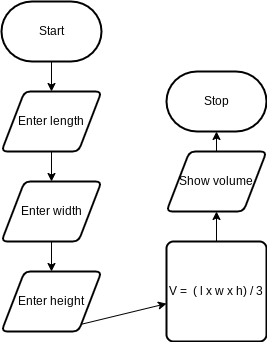 Start
Enter length
Enter width
Enter height
V = ( l x w x h) / 3
Show volume
Stop